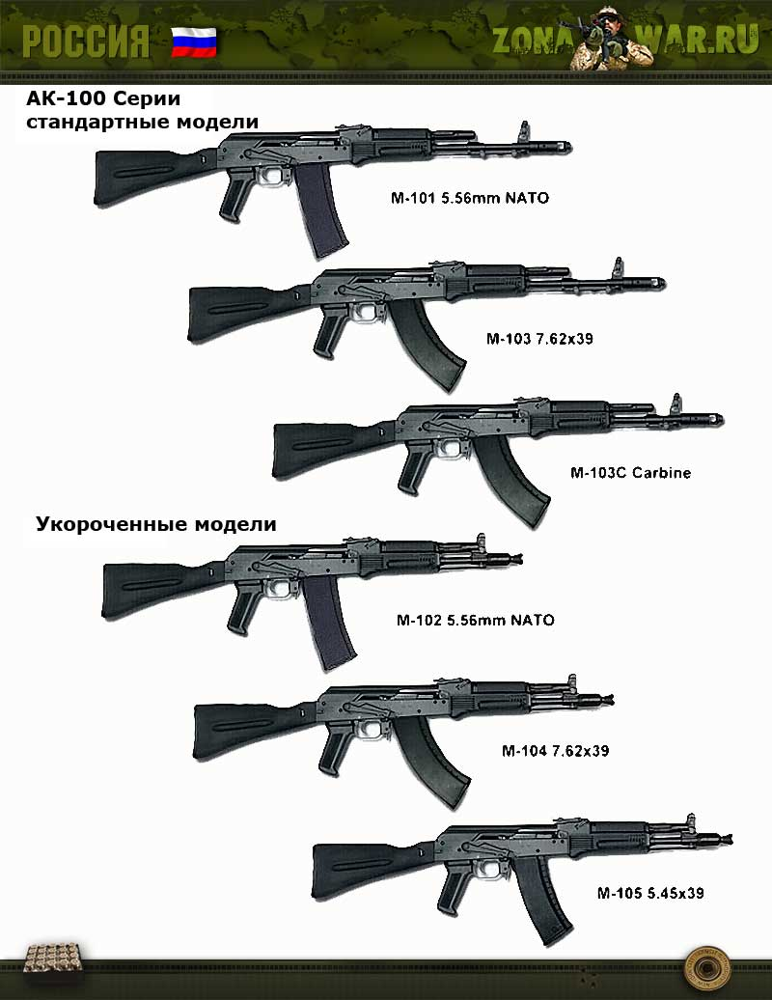 РОССИЯ
ZONA WAR.RU
АК-100 Серии
стандартные модели
M-101 5.56mm NATO
M-103 7.62x39
M-103C Carbine
Укороченные модели
M-102 5.56mm NATO
M-104 7.62x39
M-105 5.45x39